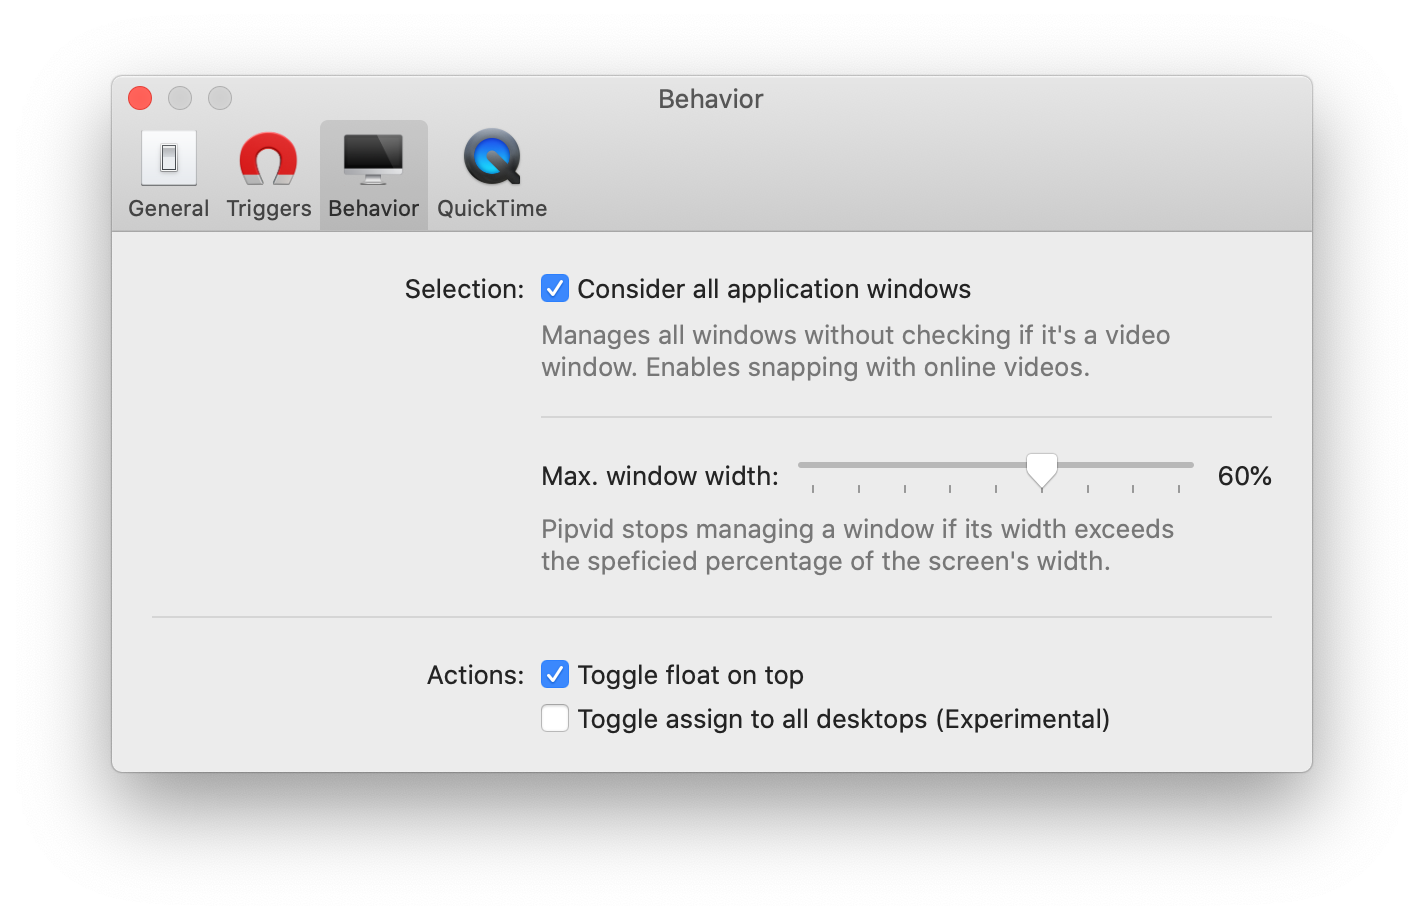 Behavior
General
Triggers
Behavior
QuickTime
Selection:
Consider all application windows
Manages all windows without checking if it's a video
window. Enables snapping with online videos.
Max. window width:
60%
Pipvid stops managing a window if its width exceeds
the speficied percentage of the screen's width.
Actions:
Toggle float on top
Toggle assign to all desktops (Experimental)